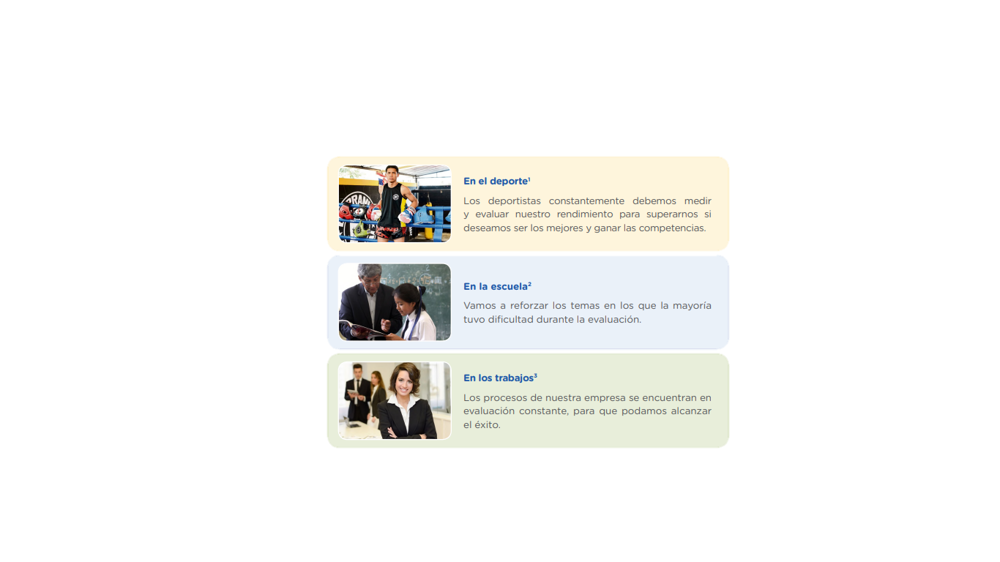 En el deporte¹
Los deportistas constantemente debemos medir
y evaluar nuestro rendimiento para superarnos si
deseamos ser los mejores y ganar las competencias.
En la escuela²
Vamos a reforzar los temas en los que la mayoría
tuvo dificultad durante la evaluación.
En los trabajos³
Los procesos de nuestra empresa se encuentran en
evaluación constante, para que podamos alcanzar
el éxito.